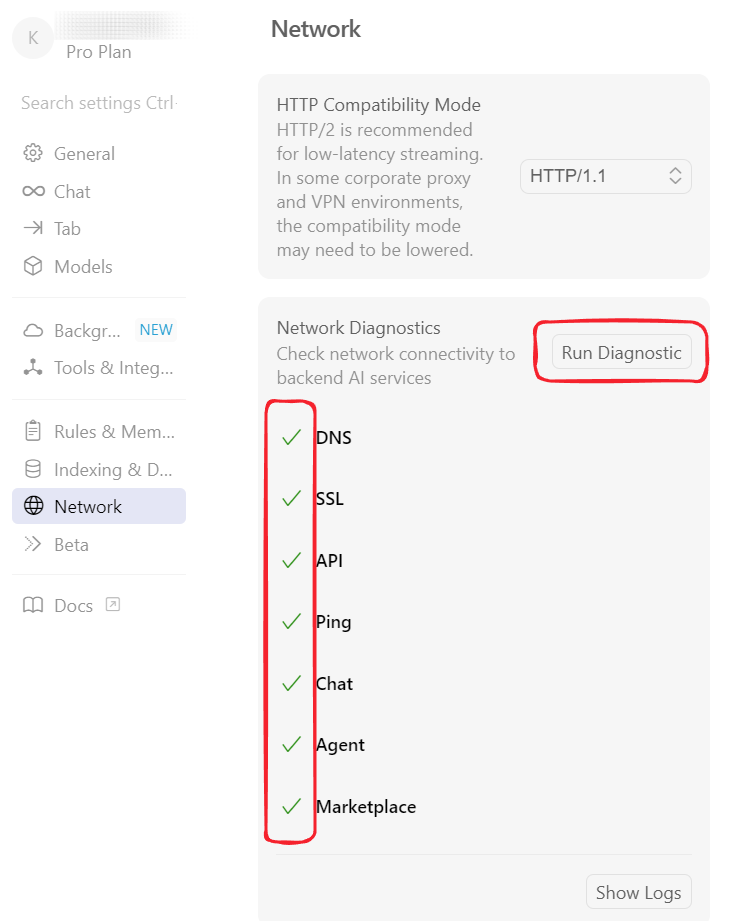 K
Pro Plan
Search settings Ctrl
General
Chat
Tab
Models
Backgr... NEW
Tools & Integ...
Rules & Mem...
Indexing & D...
Network
Beta
Docs
Network
HTTP Compatibility Mode
HTTP/2 is recommended
for low-latency streaming.
In some corporate proxy
and VPN environments,
the compatibility mode
may need to be lowered.
HTTP/1.1
Network Diagnostics
Check network connectivity to
backend AI services
Run Diagnostic
DNS
SSL
API
Ping
Chat
Agent
Marketplace
Show Logs